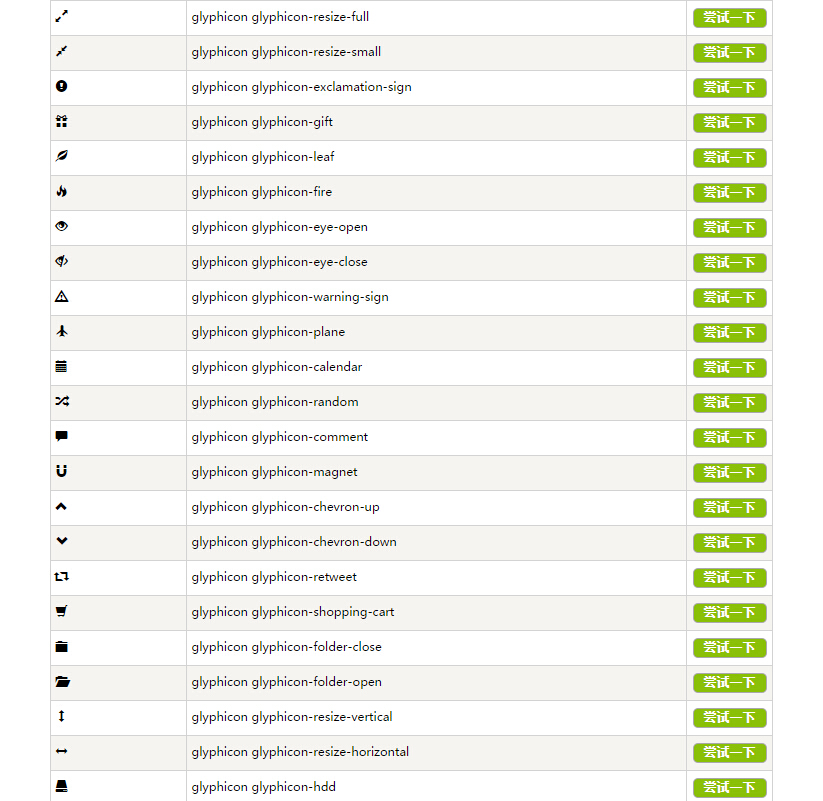 glyphicon glyphicon-resize-full 尝试一下
glyphicon glyphicon-resize-small 尝试一下
glyphicon glyphicon-exclamation-sign 尝试一下
glyphicon glyphicon-gift 尝试一下
glyphicon glyphicon-leaf 尝试一下
glyphicon glyphicon-fire 尝试一下
glyphicon glyphicon-eye-open 尝试一下
glyphicon glyphicon-eye-close 尝试一下
glyphicon glyphicon-warning-sign 尝试一下
glyphicon glyphicon-plane 尝试一下
glyphicon glyphicon-calendar 尝试一下
glyphicon glyphicon-random 尝试一下
glyphicon glyphicon-comment 尝试一下
glyphicon glyphicon-magnet 尝试一下
glyphicon glyphicon-chevron-up 尝试一下
glyphicon glyphicon-chevron-down 尝试一下
glyphicon glyphicon-retweet 尝试一下
glyphicon glyphicon-shopping-cart 尝试一下
glyphicon glyphicon-folder-close 尝试一下
glyphicon glyphicon-folder-open 尝试一下
glyphicon glyphicon-resize-vertical 尝试一下
glyphicon glyphicon-resize-horizontal 尝试一下
glyphicon glyphicon-hdd 尝试一下